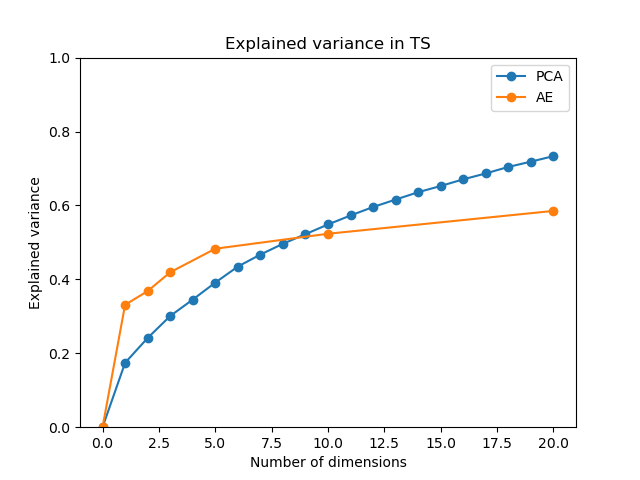 Explained variance in TS
PCA
AE
1.0
0.8
0.6
0.4
0.2
0.0
Explained variance
0.0 2.5 5.0 7.5 10.0 12.5 15.0 17.5 20.0
Number of dimensions